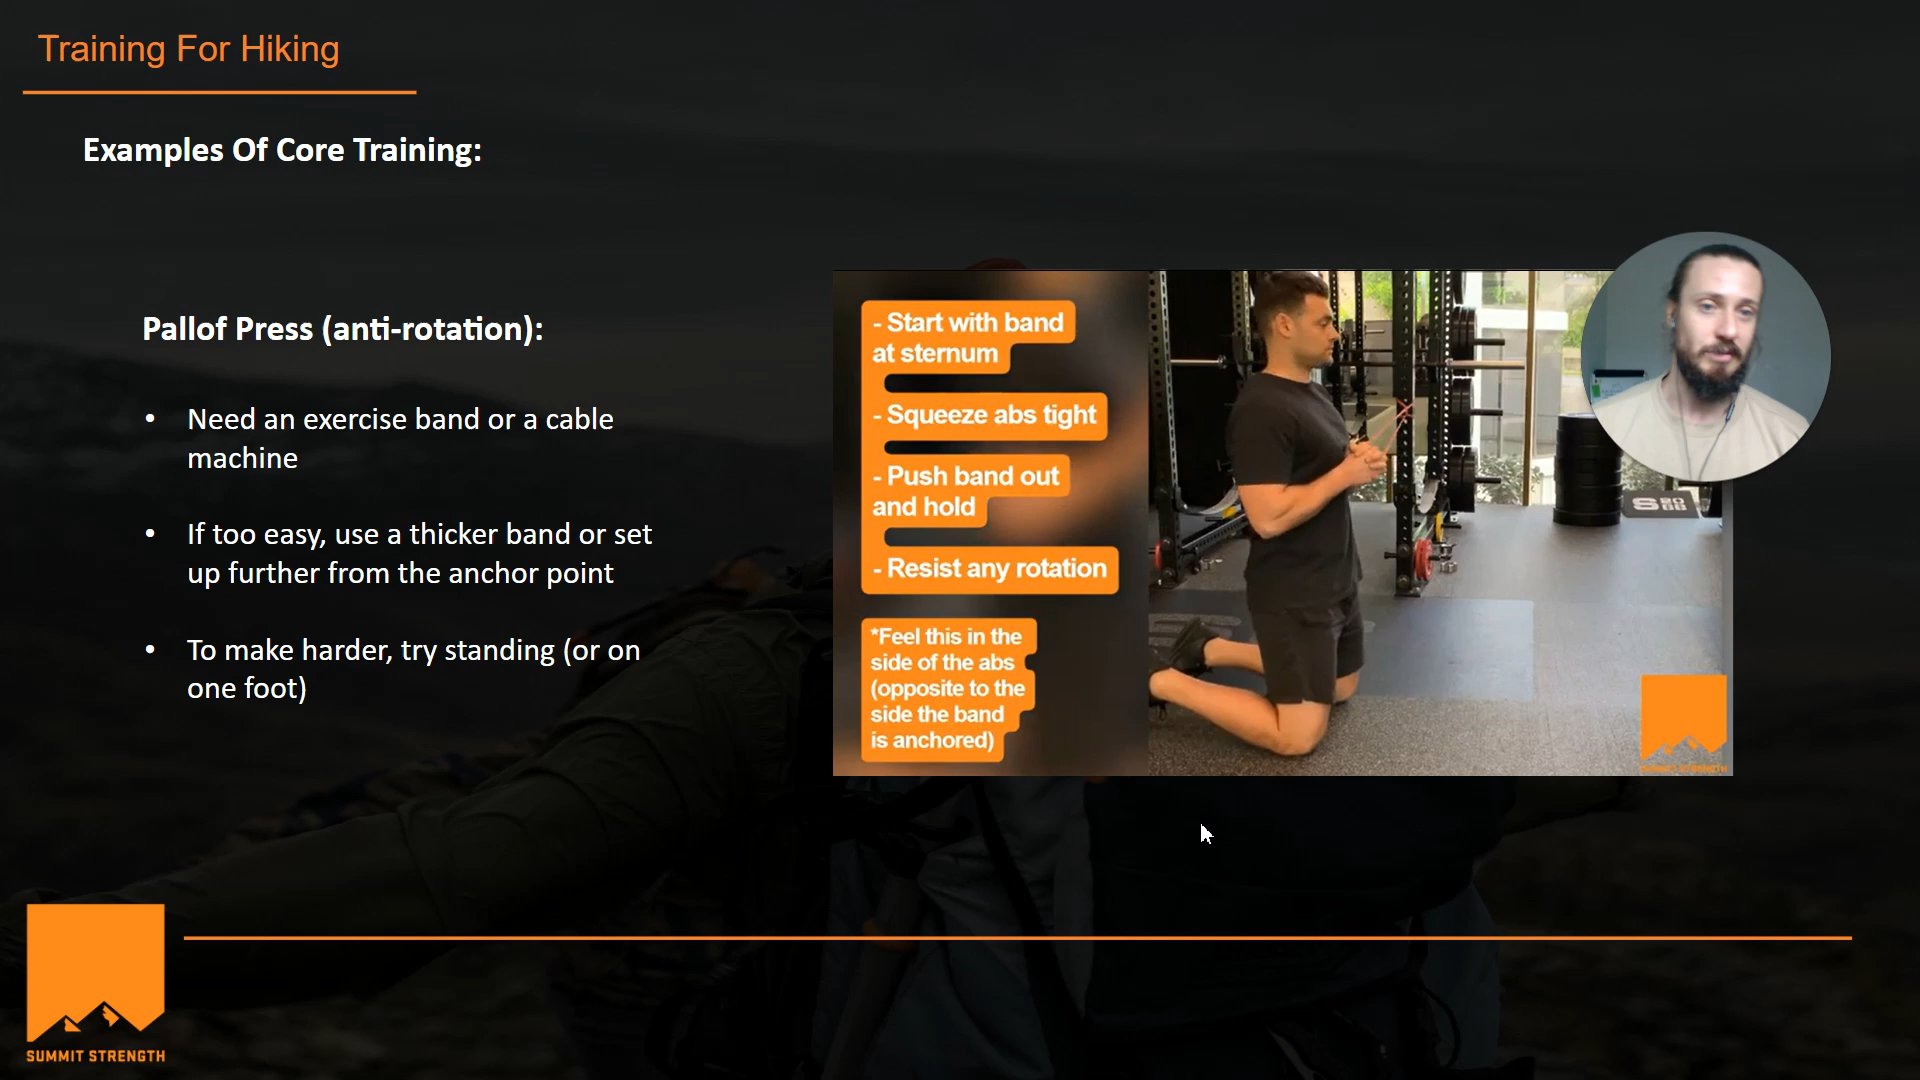 Training For Hiking
Examples Of Core Training:
Pallof Press (anti-rotation):
• Need an exercise band or a cable
machine
• If too easy, use a thicker band or set
up further from the anchor point
• To make harder, try standing (or on
one foot)
- Start with band
at sternum
- Squeeze abs tight
- Push band out
and hold
- Resist any rotation
*Feel this in the
side of the abs
(opposite to the
side the band
is anchored)
SUMMIT STRENGTH
SUMMIT STRENGTH